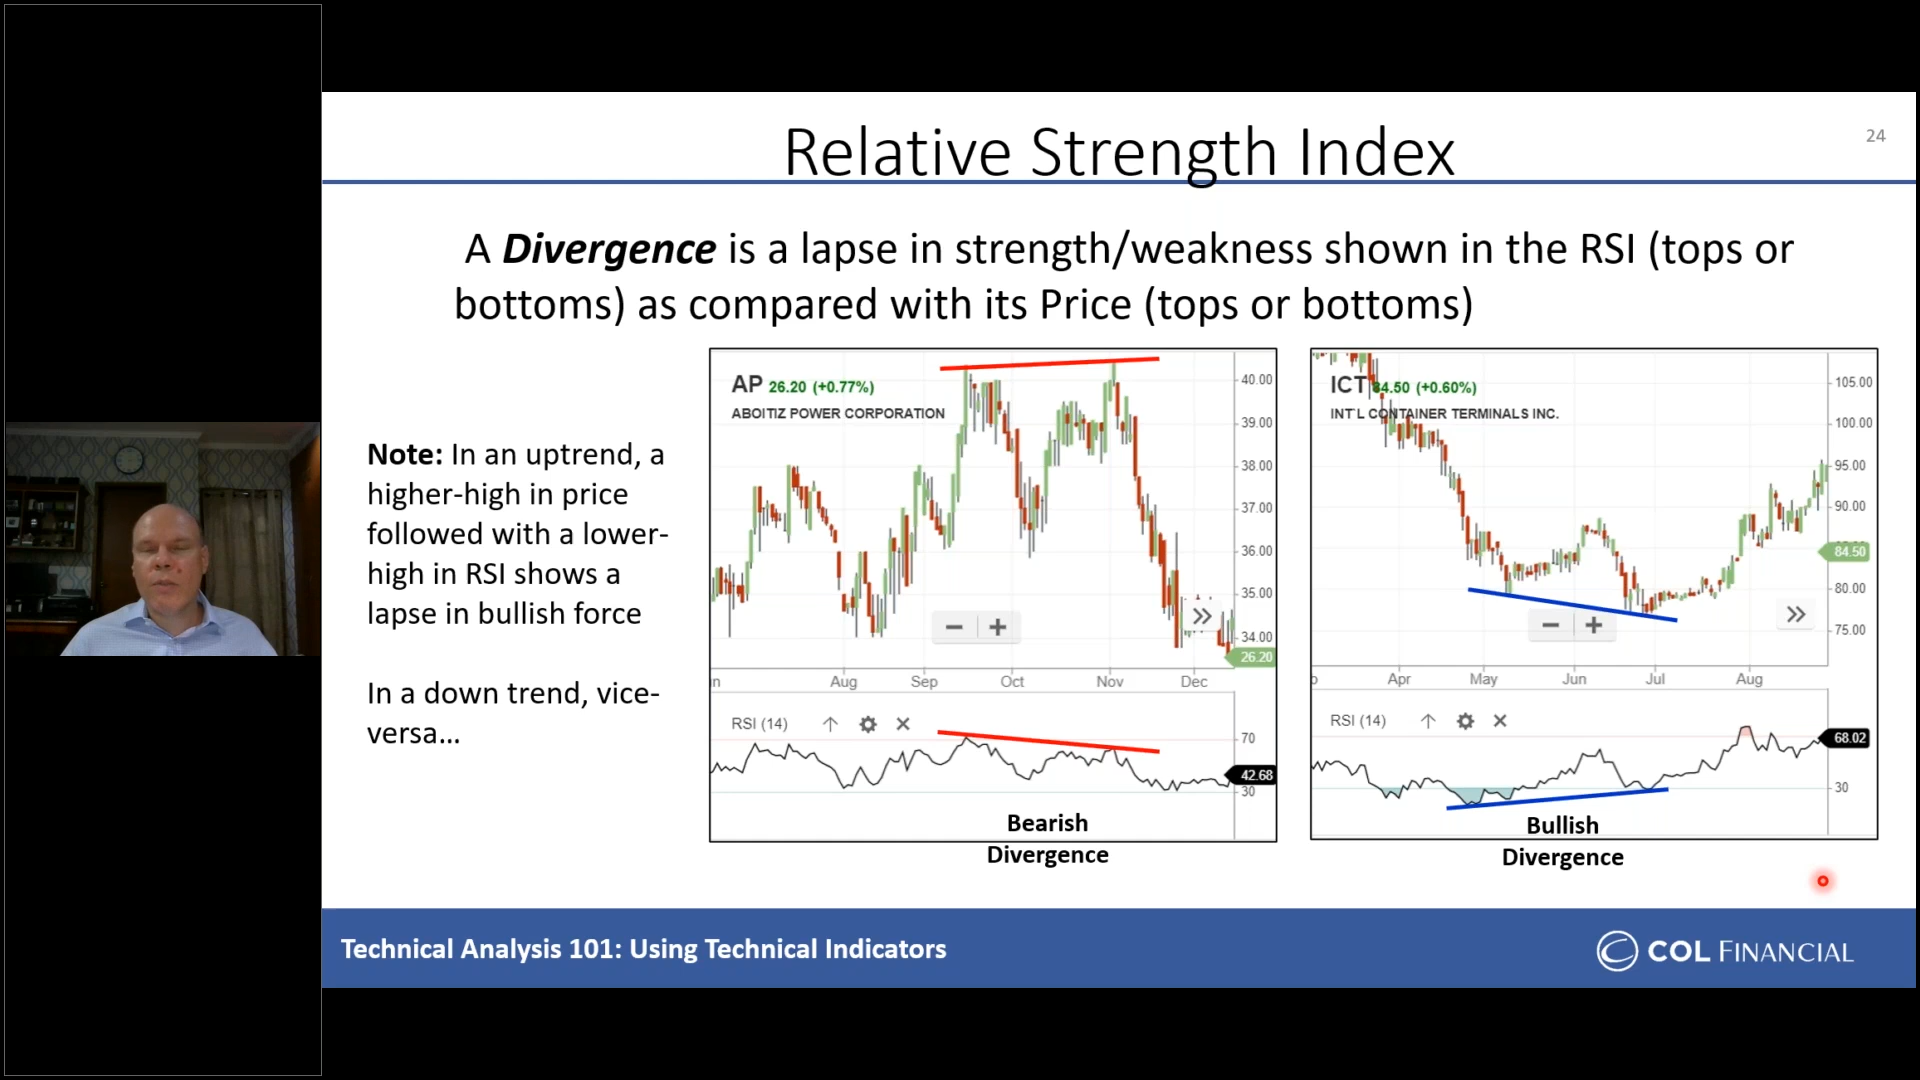 Relative Strength Index
24
A Divergence is a lapse in strength/weakness shown in the RSI (tops or
bottoms) as compared with its Price (tops or bottoms)
Note: In an uptrend, a
higher-high in price
followed with a lower-
high in RSI shows a
lapse in bullish force
In a down trend, vice-
versa...
AP 26.20 (+0.77%)
ABOITIZ POWER CORPORATION
40.00
39.00
38.00
37.00
36.00
35.00
34.00
26.20
Aug Sep Oct Nov Dec
RSI (14)
70
42.68
30
Bearish
Divergence
ICT 84.50 (+0.60%)
INT'L CONTAINER TERMINALS INC.
105.00
100.00
95.00
90.00
84.50
80.00
75.00
Apr May Jun Jul Aug
RSI (14)
68.02
30
Bullish
Divergence
Technical Analysis 101: Using Technical Indicators
COL FINANCIAL